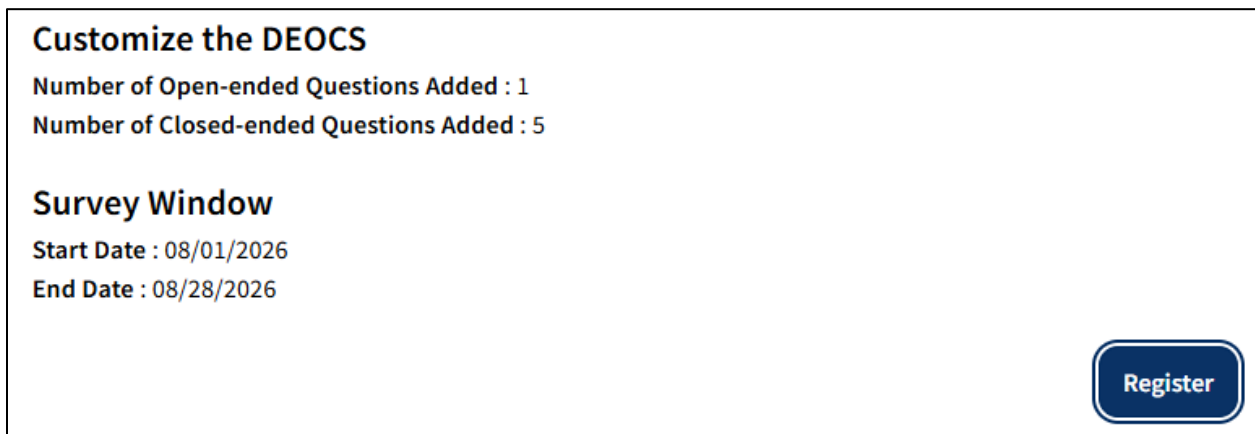 Customize the DEOCS
Number of Open-ended Questions Added : 1
Number of Closed-ended Questions Added : 5
Survey Window
Start Date : 08/01/2026
End Date : 08/28/2026
Register